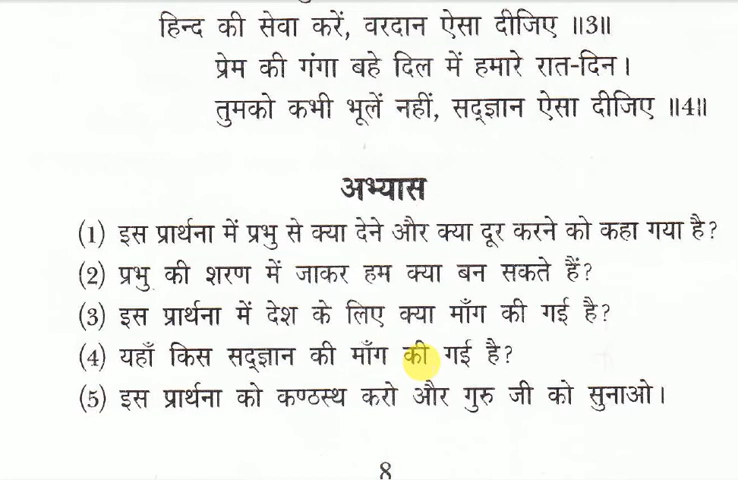 हिन्द की सेवा करें, वरदान ऐसा दीजिए ॥3॥
प्रेम की गंगा बहे दिल में हमारे रात-दिन।
तुमको कभी भूलें नहीं, सद्ज्ञान ऐसा दीजिए ॥4॥
अभ्यास
(1) इस प्रार्थना में प्रभु से क्या देने और क्या दूर करने को कहा गया है?
(2) प्रभु की शरण में जाकर हम क्या बन सकते हैं?
(3) इस प्रार्थना में देश के लिए क्या माँग की गई है?
(4) यहाँ किस सद्ज्ञान की माँग की गई है?
(5) इस प्रार्थना को कण्ठस्थ करो और गुरु जी को सुनाओ।
8